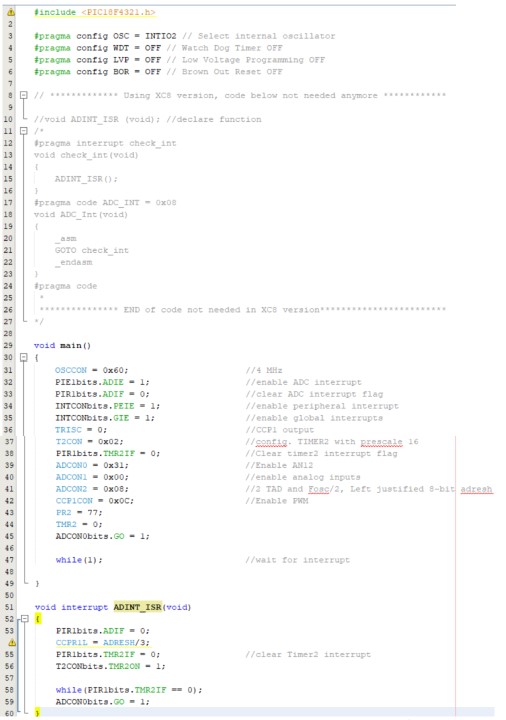 #include <PIC18F4321.h>
2
3 #pragma config OSC = INTIO2 // Select internal oscillator
4 #pragma config WDT = OFF // Watch Dog Timer OFF
5 #pragma config LVP = OFF // Low Voltage Programming OFF
6 #pragma config BOR = OFF // Brown Out Reset OFF
7
8 // ************* Using XC8 version, code below not needed anymore ************
9
10 //void ADINT_ISR (void); //declare function
11 /*
12 #pragma interrupt check_int
13 void check_int(void)
14 {
15 ADINT_ISR();
16 }
17 #pragma code ADC_INT = 0x08
18 void ADC_Int(void)
19 {
20 _asm
21 GOTO check_int
22 _endasm
23 }
24 #pragma code
25 *
26 *************** END of code not needed in XC8 version************************
27 */
28
29 void main()
30 {
31 OSCCON = 0x60; //4 MHz
32 PIE1bits.ADIE = 1; //enable ADC interrupt
33 PIR1bits.ADIF = 0; //clear ADC interrupt flag
34 INTCONbits.PEIE = 1; //enable peripheral interrupt
35 INTCONbits.GIE = 1; //enable global interrupts
36 TRISC = 0; //CCP1 output
37 T2CON = 0x02; //config. TIMER2 with prescale 16
38 PIR1bits.TMR2IF = 0; //Clear timer2 interrupt flag
39 ADCON0 = 0x31; //Enable AN12
40 ADCON1 = 0x00; //enable analog inputs
41 ADCON2 = 0x08; //2 TAD and Fosc/2, Left justified 8-bit adresh
42 CCP1CON = 0x0C; //Enable PWM
43 PR2 = 77;
44 TMR2 = 0;
45 ADCON0bits.GO = 1;
46
47 while(1); //wait for interrupt
48
49 }
50
51 void interrupt ADINT_ISR(void)
52 {
53 PIR1bits.ADIF = 0;
CCPR1L = ADRESH/3;
55 PIR1bits.TMR2IF = 0; //clear Timer2 interrupt
56 T2CONbits.TMR2ON = 1;
57
58 while(PIR1bits.TMR2IF == 0);
59 ADCON0bits.GO = 1;
60 }